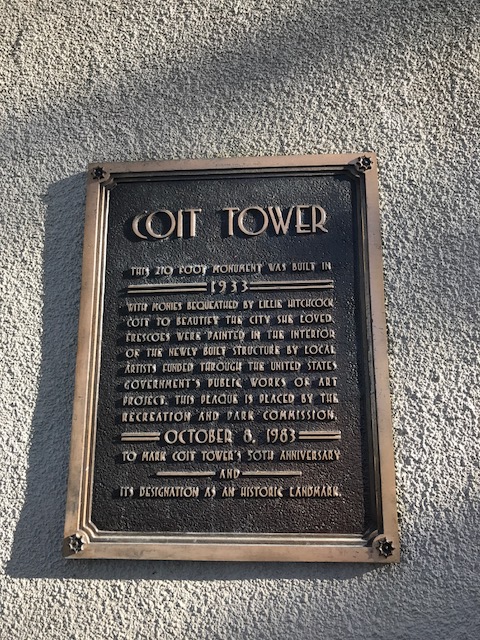 COIT TOWER
THIS 210 FOOT MONUMENT WAS BUILT IN
1933
WITH MONIES BEQUEATHED BY LILLIE HITCHCOCK
COIT TO BEAUTIFY THE CITY SHE LOVED.
FRESCOES WERE PAINTED IN THE INTERIOR
OF THE NEWLY BUILT STRUCTURE BY LOCAL
ARTISTS FUNDED THROUGH THE UNITED STATES
GOVERNMENT'S PUBLIC WORKS OF ART
PROJECT. THIS PLAQUE IS PLACED BY THE
RECREATION AND PARK COMMISSION,
OCTOBER 8, 1983
TO MARK COIT TOWER'S 50TH ANNIVERSARY
AND
ITS DESIGNATION AS AN HISTORIC LANDMARK.